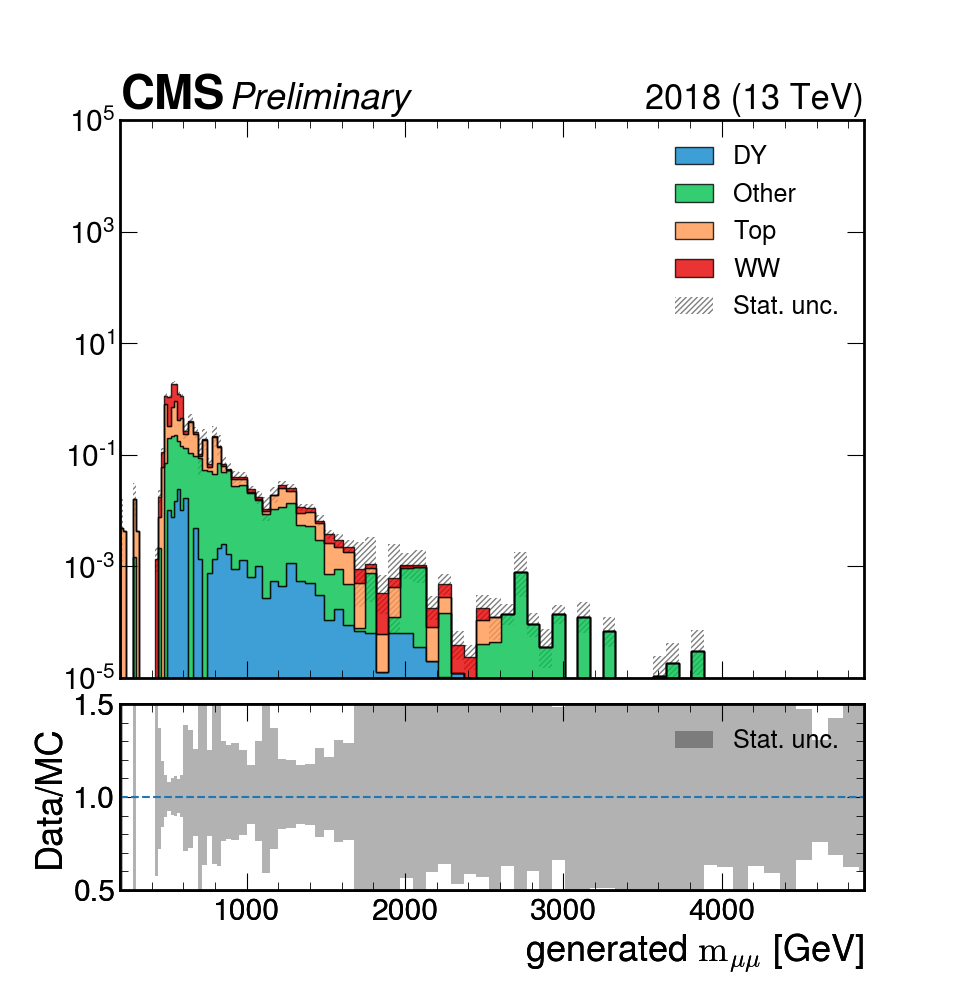 CMS Preliminary 2018 (13 TeV)
10^5
DY
Other
10^3
Top
WW
Stat. unc.
10^1
10^-1
10^-3
10^-5
1.5
Stat. unc.
Data/MC
1.0
0.5
1000 2000 3000 4000
generated m_μμ [GeV]